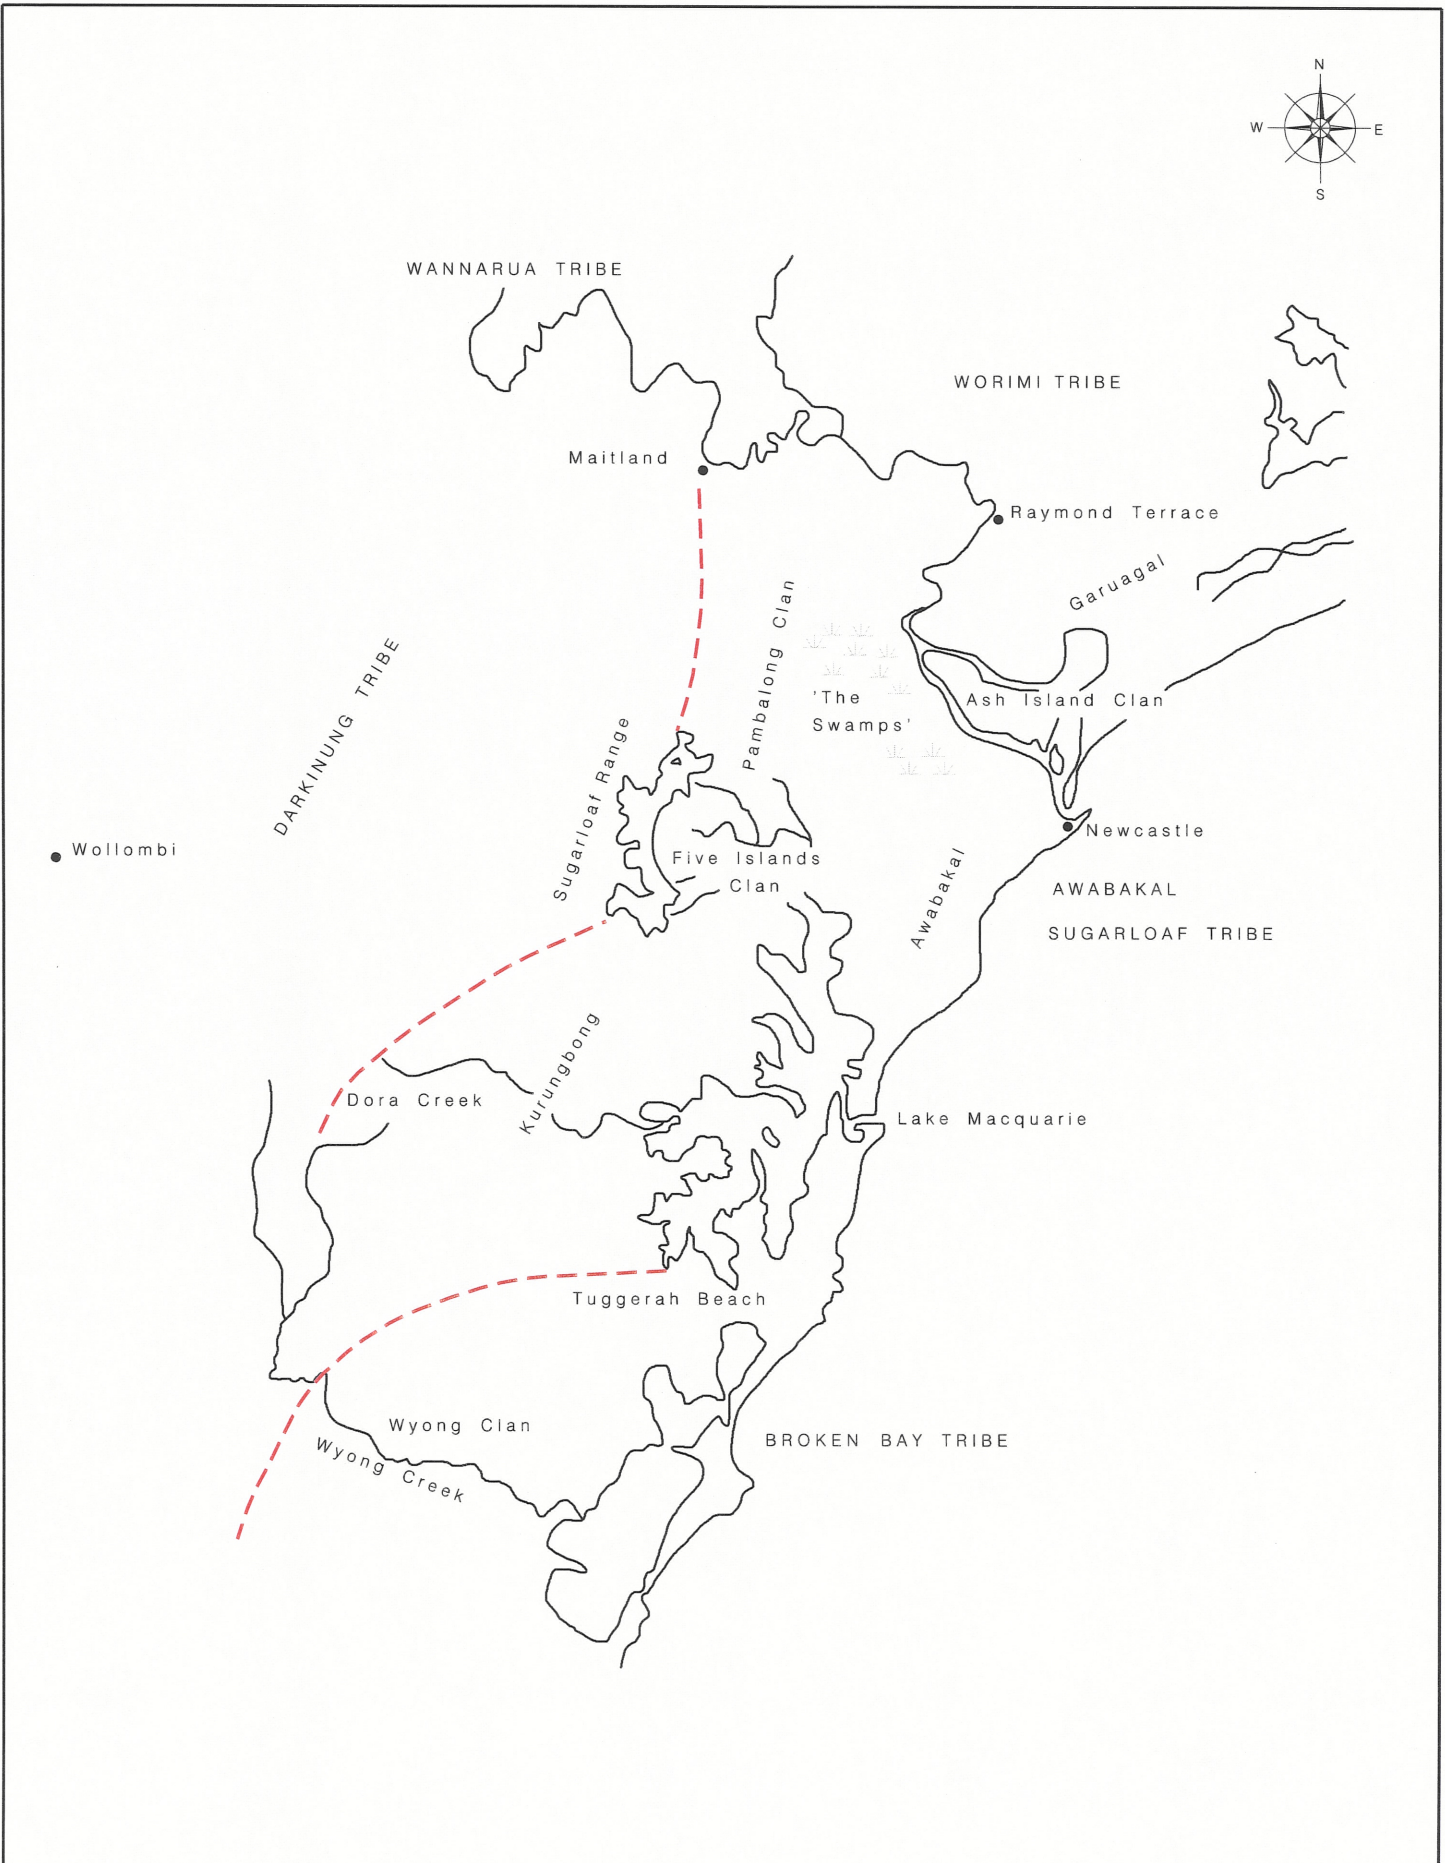 N
W E
S
WANNARUA TRIBE
WORIMI TRIBE
Maitland
Raymond Terrace
Garuagal
Pambalong Clan
DARKINUNG TRIBE
'The
Swamps'
Ash Island Clan
Sugarloaf Range
Newcastle
Wollombi
Five Islands
Clan
Awabakal
AWABAKAL
SUGARLOAF TRIBE
Kurungbong
Dora Creek
Lake Macquarie
Tuggerah Beach
Wyong Clan
Wyong Creek
BROKEN BAY TRIBE